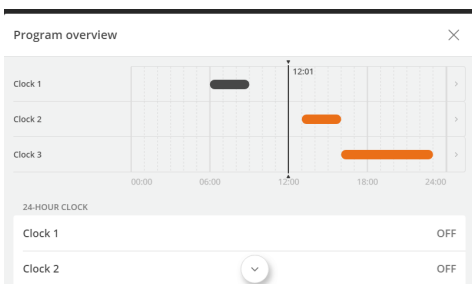 Program overview
12:01
Clock 1
Clock 2
Clock 3
00:00 06:00 12:00 18:00 24:00
24-HOUR CLOCK
Clock 1 OFF
Clock 2 OFF